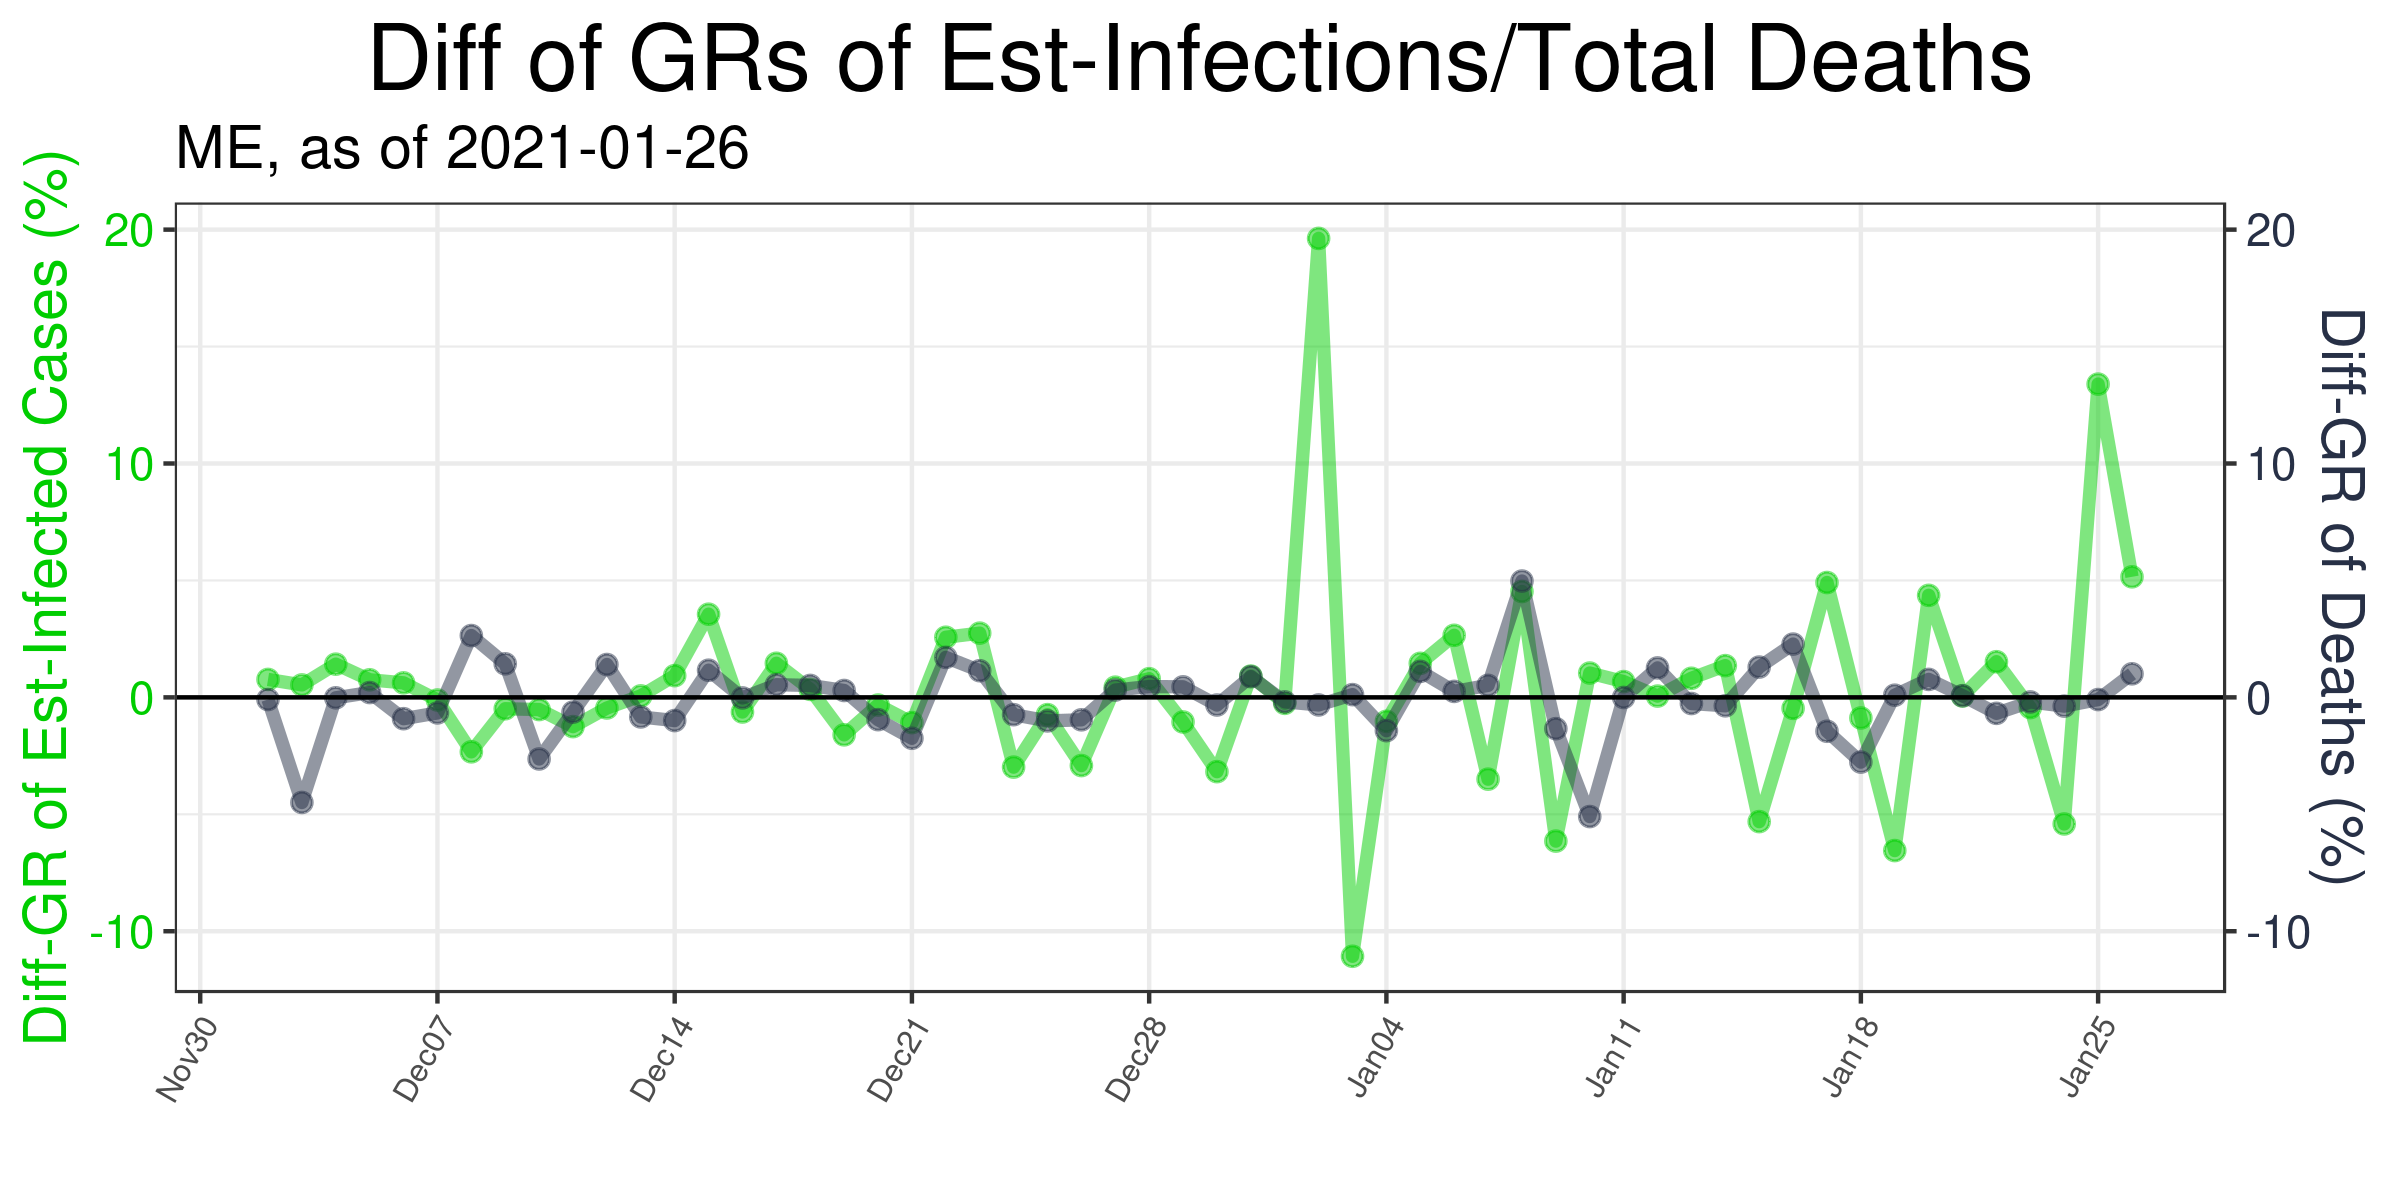 Diff of GRs of Est-Infections/Total Deaths
ME, as of 2021-01-26
Diff-GR of Est-Infected Cases (%)
20
10
0
-10
20
10
0
-10
Diff-GR of Deaths (%)
Nov30
Dec07
Dec14
Dec21
Dec28
Jan04
Jan11
Jan18
Jan25